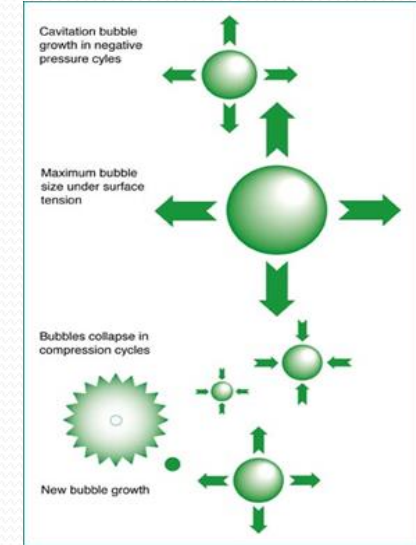 Cavitation bubble
growth in negative
pressure cyles
Maximum bubble
size under surface
tension
Bubbles collapse in
compression cycles
New bubble growth